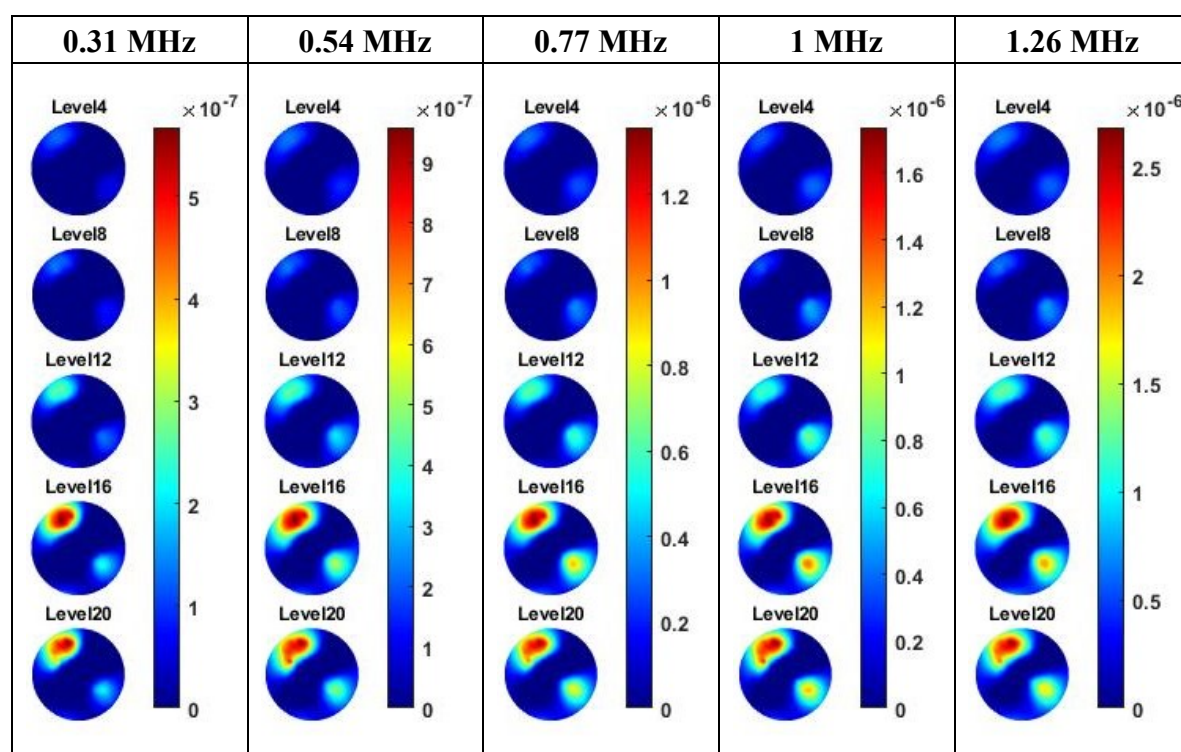 0.31 MHz
0.54 MHz
0.77 MHz
1 MHz
1.26 MHz
Level4
Level8
Level12
Level16
Level20
× 10-7
5
4
3
2
1
0
Level4
Level8
Level12
Level16
Level20
× 10-7
9
8
7
6
5
4
3
2
1
0
Level4
Level8
Level12
Level16
Level20
× 10-6
1.2
1
0.8
0.6
0.4
0.2
0
Level4
Level8
Level12
Level16
Level20
× 10-6
1.6
1.4
1.2
1
0.8
0.6
0.4
0.2
0
Level4
Level8
Level12
Level16
Level20
× 10-6
2.5
2
1.5
1
0.5
0